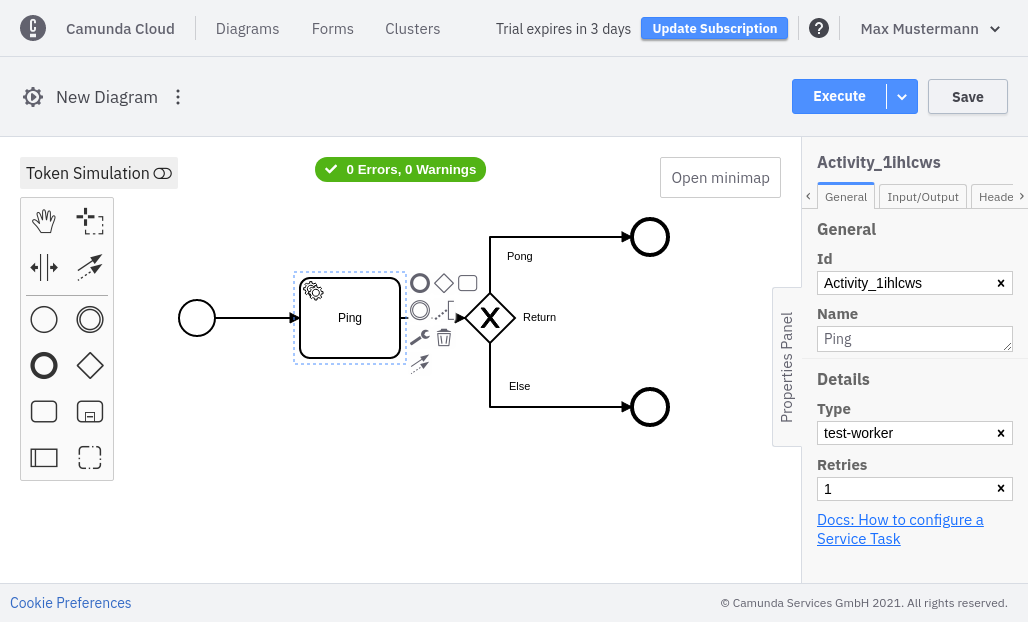 Camunda Cloud
Diagrams
Forms
Clusters
Trial expires in 3 days
Update Subscription
?
Max Mustermann
New Diagram
Execute
Save
Token Simulation
0 Errors, 0 Warnings
Open minimap
Ping
Pong
Return
Else
Properties Panel
Activity_1ihlcws
General
Input/Output
Heade
General
Id
Activity_1ihlcws
Name
Ping
Details
Type
test-worker
Retries
1
Docs: How to configure a
Service Task
Cookie Preferences
© Camunda Services GmbH 2021. All rights reserved.